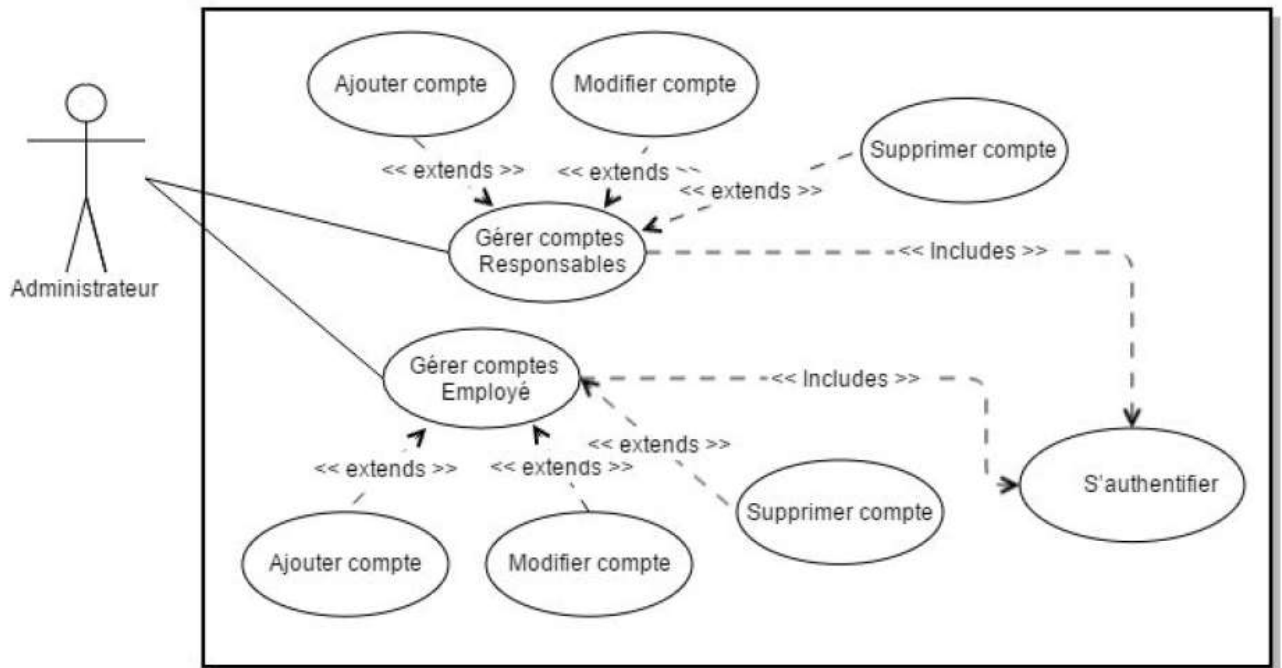 Ajouter compte
Modifier compte
Supprimer compte
<< extends >>
<< extends >>
<< extends >>
Gérer comptes
Responsables
<< Includes >>
Administrateur
Gérer comptes
Employé
<< Includes >>
<< extends >>
<< extends >>
<< extends >>
S'authentifier
Supprimer compte
Ajouter compte
Modifier compte